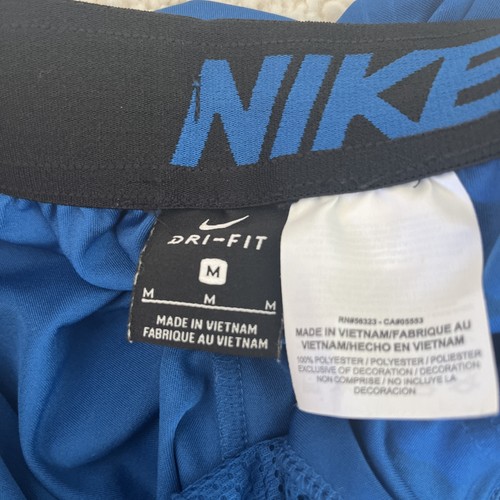 NIKE
DRI-FIT
M
M M M
MADE IN VIETNAM
FABRIQUE AU VIETNAM
RN#56323 - CA#05553
MADE IN VIETNAM/FABRIQUE AU
VIETNAM/HECHO EN VIETNAM
100% POLYESTER / POLYESTER / POLIESTER
EXCLUSIVE OF DECORATION / DECORATION
NON COMPRISE / NO INCLUYE LA
DECORACION